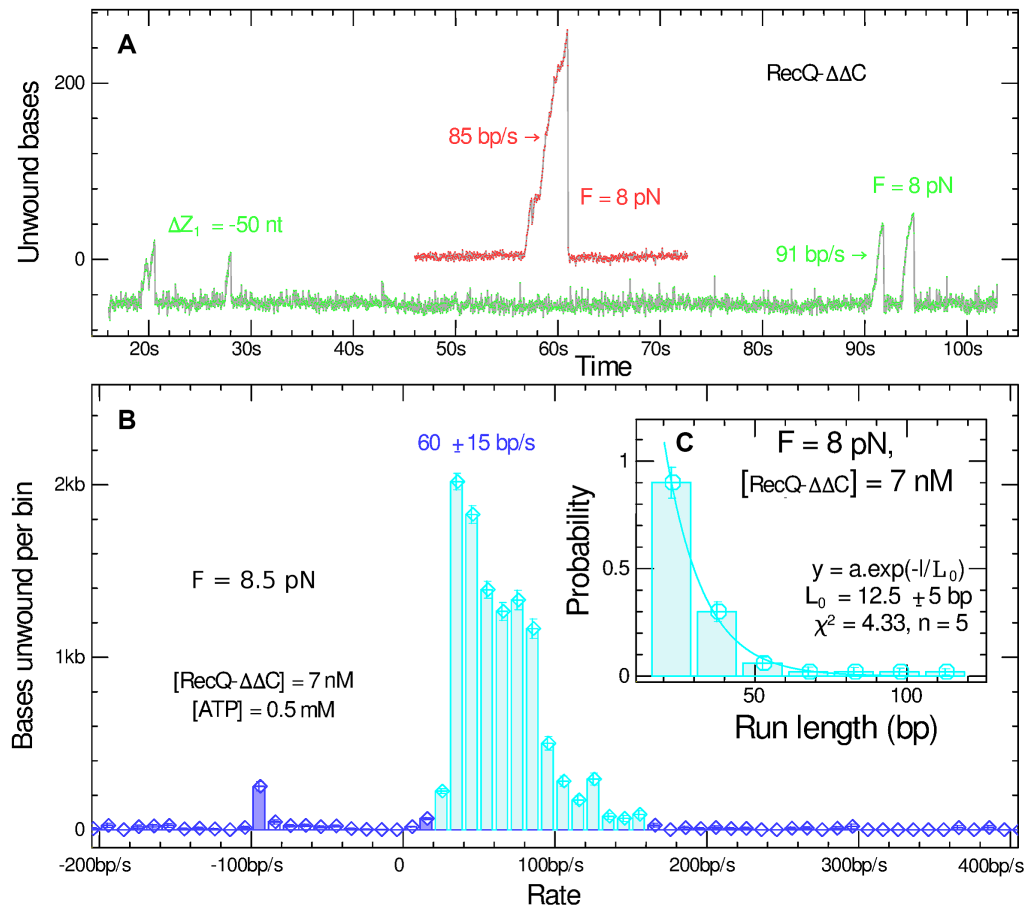 A
RecQ-ΔΔC
Unwound bases
200
0
85 bp/s →
F = 8 pN
F = 8 pN
ΔZ₁ = -50 nt
91 bp/s →
20s 30s 40s 50s 60s 70s 80s 90s 100s
Time
B
60 ± 15 bp/s
Bases unwound per bin
2kb
1kb
0
F = 8.5 pN
[RecQ-ΔΔC] = 7 nM
[ATP] = 0.5 mM
-200bp/s -100bp/s 0 100bp/s 200bp/s 300bp/s 400bp/s
Rate
C
F = 8 pN,
[RecQ-ΔΔC] = 7 nM
Probability
1
0.5
0
y = a.exp(-l/L₀)
L₀ = 12.5 ± 5 bp
χ² = 4.33, n = 5
50 100
Run length (bp)